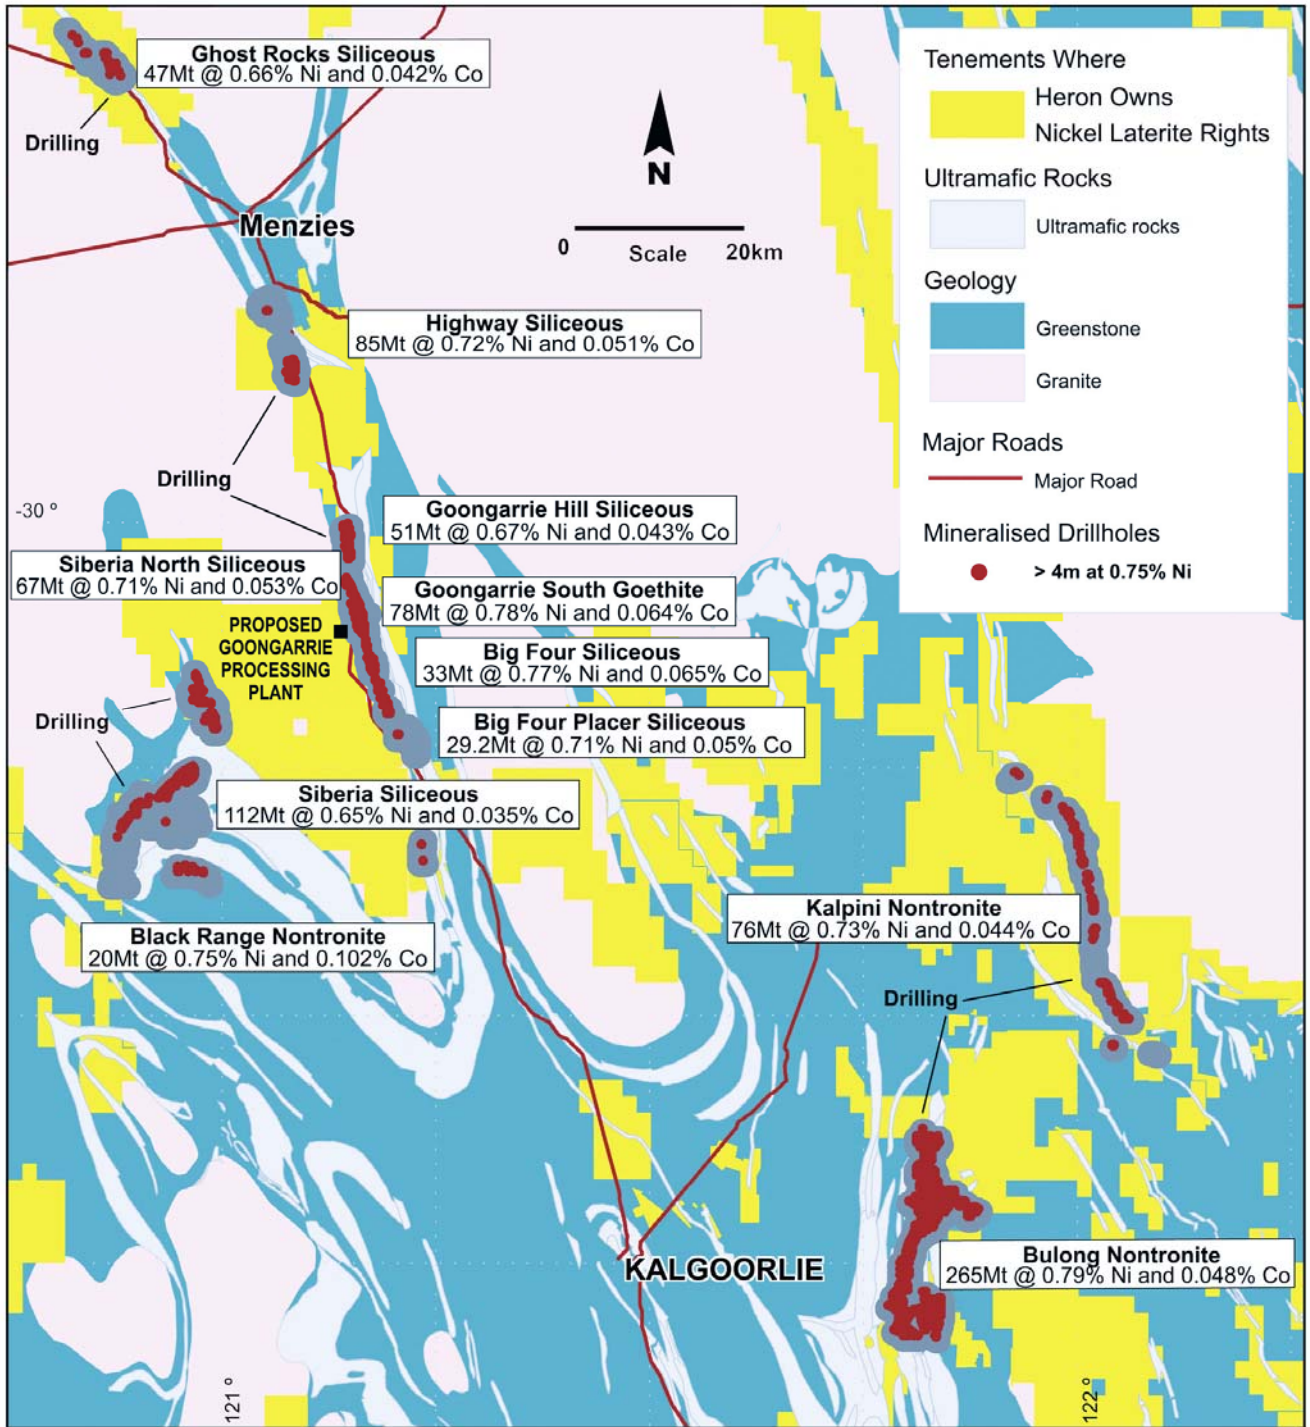 Ghost Rocks Siliceous
47Mt @ 0.66% Ni and 0.042% Co
Drilling
Menzies
N
0
Scale
20km
Tenements Where
Heron Owns
Nickel Laterite Rights
Ultramafic Rocks
Ultramafic rocks
Geology
Greenstone
Granite
Major Roads
Major Road
Mineralised Drillholes
> 4m at 0.75% Ni
Highway Siliceous
85Mt @ 0.72% Ni and 0.051% Co
Drilling
-30 °
Goongarrie Hill Siliceous
51Mt @ 0.67% Ni and 0.043% Co
Siberia North Siliceous
67Mt @ 0.71% Ni and 0.053% Co
Goongarrie South Goethite
78Mt @ 0.78% Ni and 0.064% Co
PROPOSED
GOONGARRIE
PROCESSING
PLANT
Big Four Siliceous
33Mt @ 0.77% Ni and 0.065% Co
Drilling
Big Four Placer Siliceous
29.2Mt @ 0.71% Ni and 0.05% Co
Siberia Siliceous
112Mt @ 0.65% Ni and 0.035% Co
Black Range Nontronite
20Mt @ 0.75% Ni and 0.102% Co
Kalpini Nontronite
76Mt @ 0.73% Ni and 0.044% Co
Drilling
Bulong Nontronite
265Mt @ 0.79% Ni and 0.048% Co
KALGOORLIE
121 °
122 °